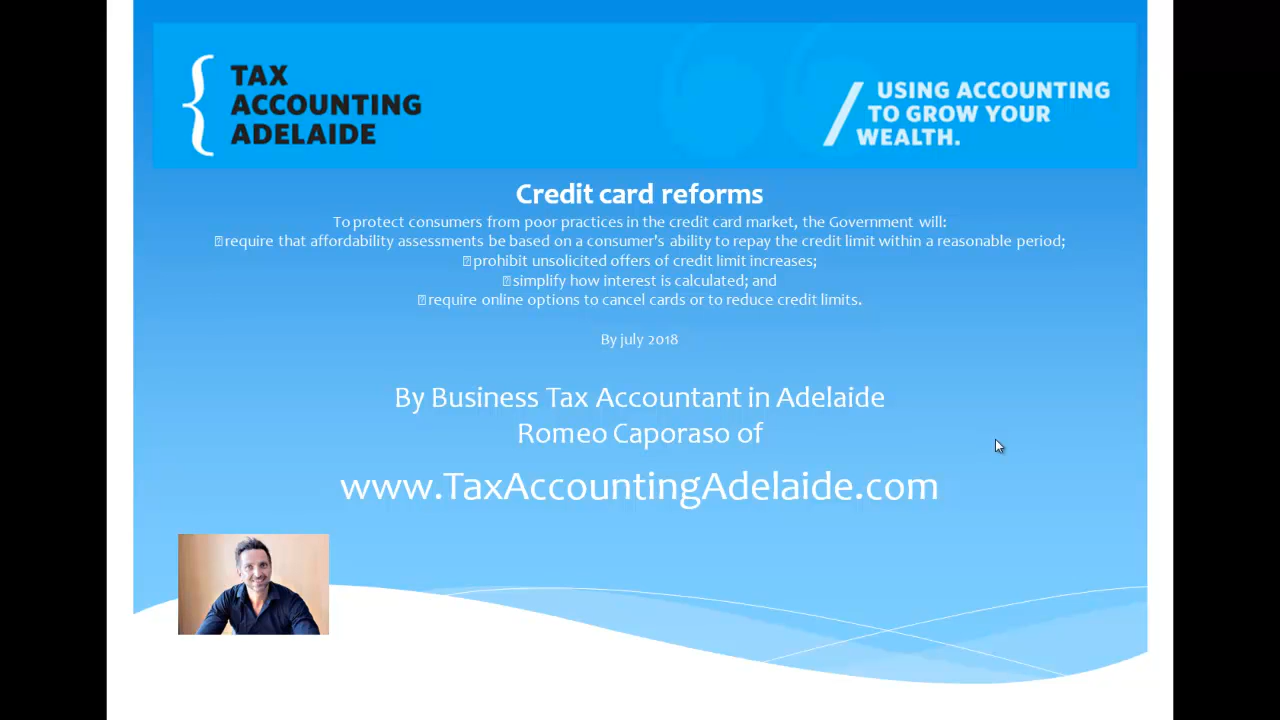 TAX
ACCOUNTING
ADELAIDE
USING ACCOUNTING
TO GROW YOUR
WEALTH.
Credit card reforms
To protect consumers from poor practices in the credit card market, the Government will:
require that affordability assessments be based on a consumer’s ability to repay the credit limit within a reasonable period;
prohibit unsolicited offers of credit limit increases;
simplify how interest is calculated; and
require online options to cancel cards or to reduce credit limits.
By july 2018
By Business Tax Accountant in Adelaide
Romeo Caporaso of
www.TaxAccountingAdelaide.com